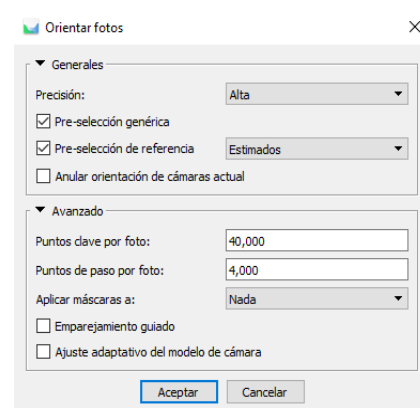 Orientar fotos
Generales
Precisión: Alta
Pre-selección genérica
Pre-selección de referencia Estimados
Anular orientación de cámaras actual
Avanzado
Puntos clave por foto: 40,000
Puntos de paso por foto: 4,000
Aplicar máscaras a: Nada
Emparejamiento guiado
Ajuste adaptativo del modelo de cámara
Aceptar Cancelar